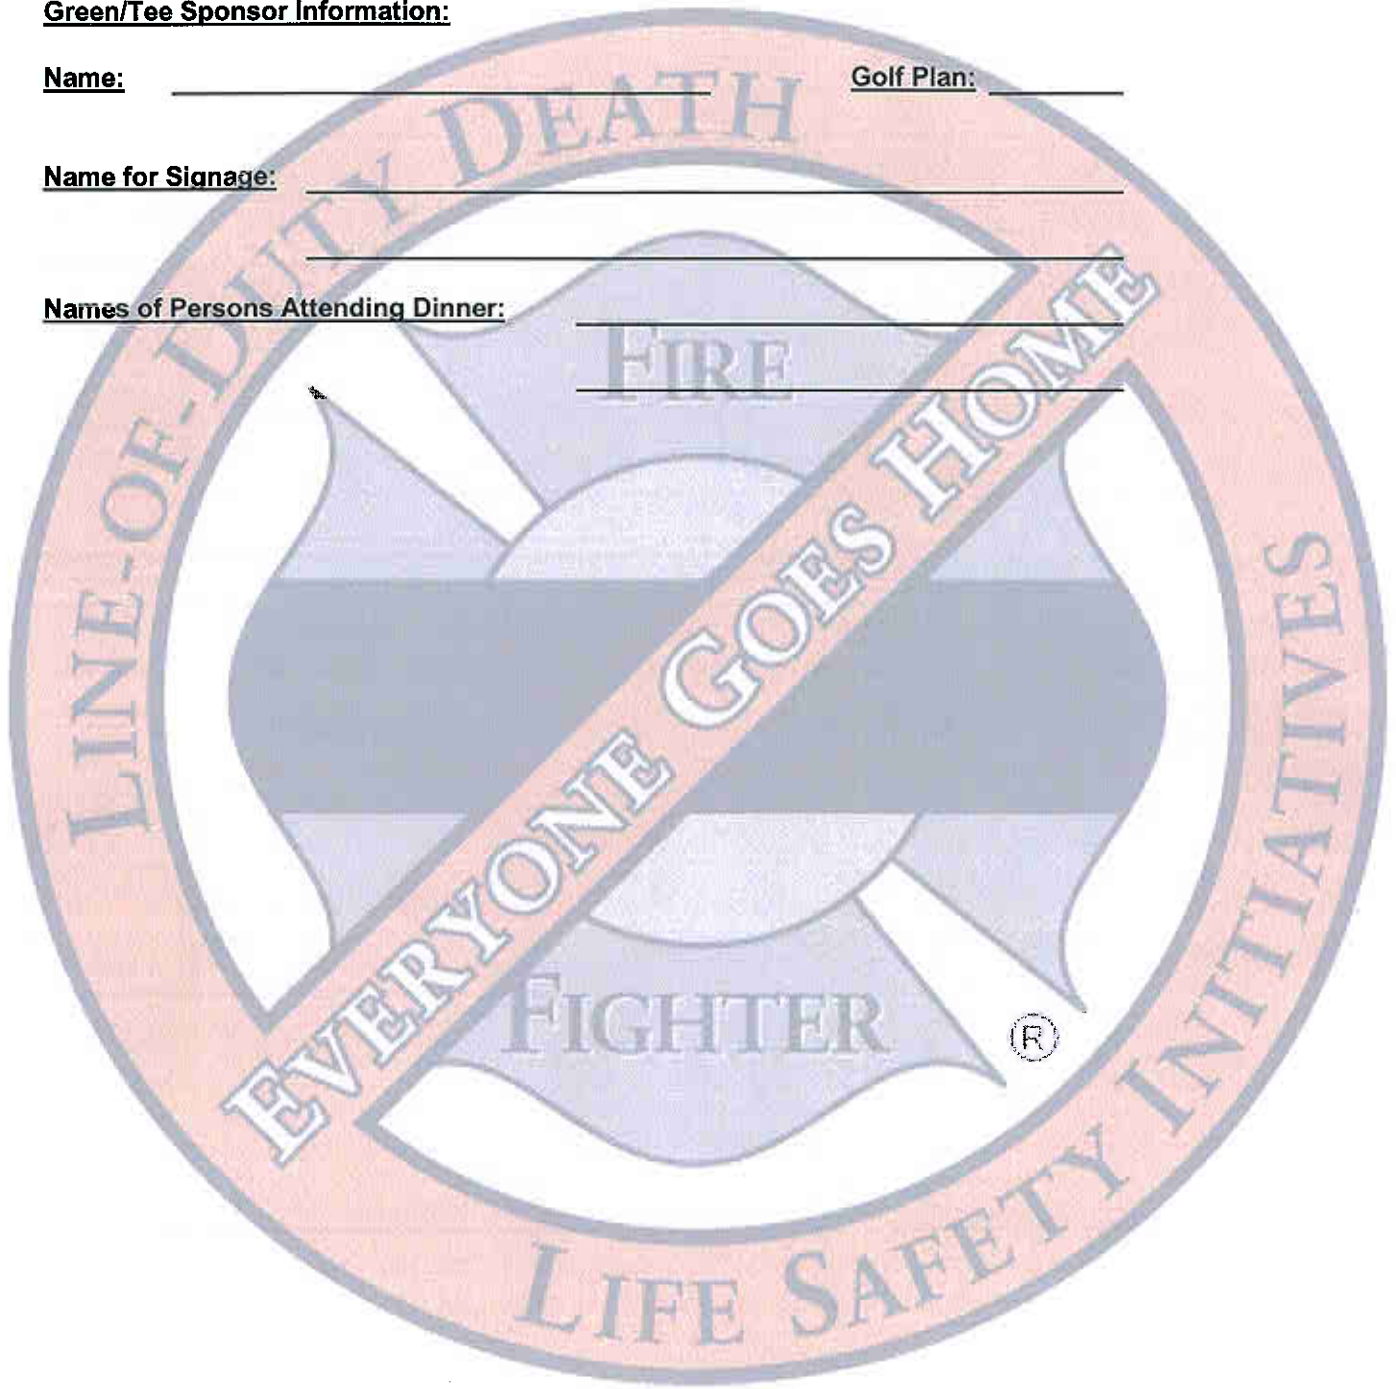 Green/Tee Sponsor Information:
Name: Golf Plan:
Name for Signage:
Names of Persons Attending Dinner:
LINE-OF-DUTY DEATH
FIRE
EVERYONE GOES HOME
FIGHTER
®
LIFE SAFETY INITIATIVES